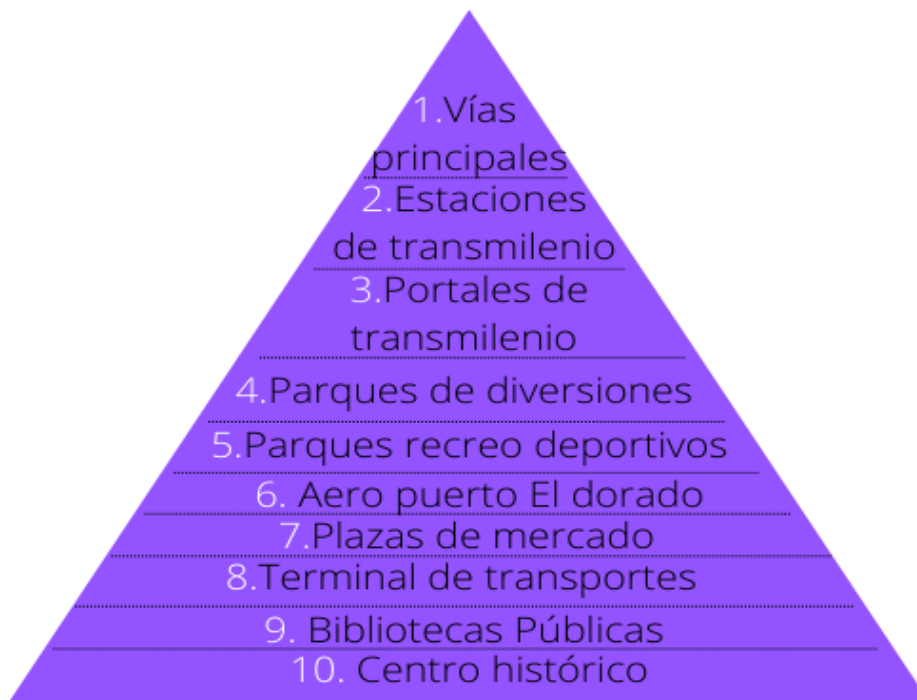 1.Vías
principales
2.Estaciones
de transmilenio
3.Portales de
transmilenio
4.Parques de diversiones
5.Parques recreo deportivos
6. Aero puerto El dorado
7.Plazas de mercado
8.Terminal de transportes
9. Bibliotecas Públicas
10. Centro histórico